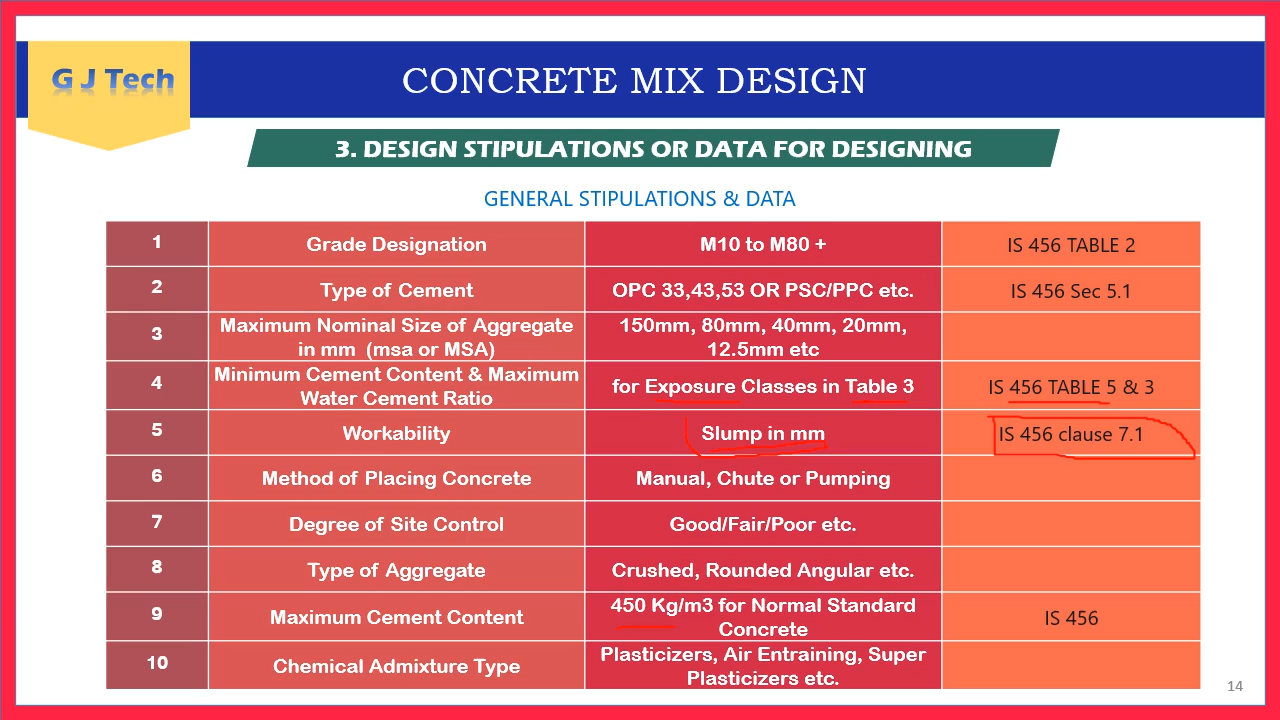 G J Tech
CONCRETE MIX DESIGN
3. DESIGN STIPULATIONS OR DATA FOR DESIGNING
GENERAL STIPULATIONS & DATA
1 Grade Designation M10 to M80 + IS 456 TABLE 2
2 Type of Cement OPC 33,43,53 OR PSC/PPC etc. IS 456 Sec 5.1
3 Maximum Nominal Size of Aggregate in mm (msa or MSA) 150mm, 80mm, 40mm, 20mm, 12.5mm etc
4 Minimum Cement Content & Maximum Water Cement Ratio for Exposure Classes in Table 3 IS 456 TABLE 5 & 3
5 Workability Slump in mm IS 456 clause 7.1
6 Method of Placing Concrete Manual, Chute or Pumping
7 Degree of Site Control Good/Fair/Poor etc.
8 Type of Aggregate Crushed, Rounded Angular etc.
9 Maximum Cement Content 450 Kg/m3 for Normal Standard Concrete IS 456
10 Chemical Admixture Type Plasticizers, Air Entraining, Super Plasticizers etc.
14